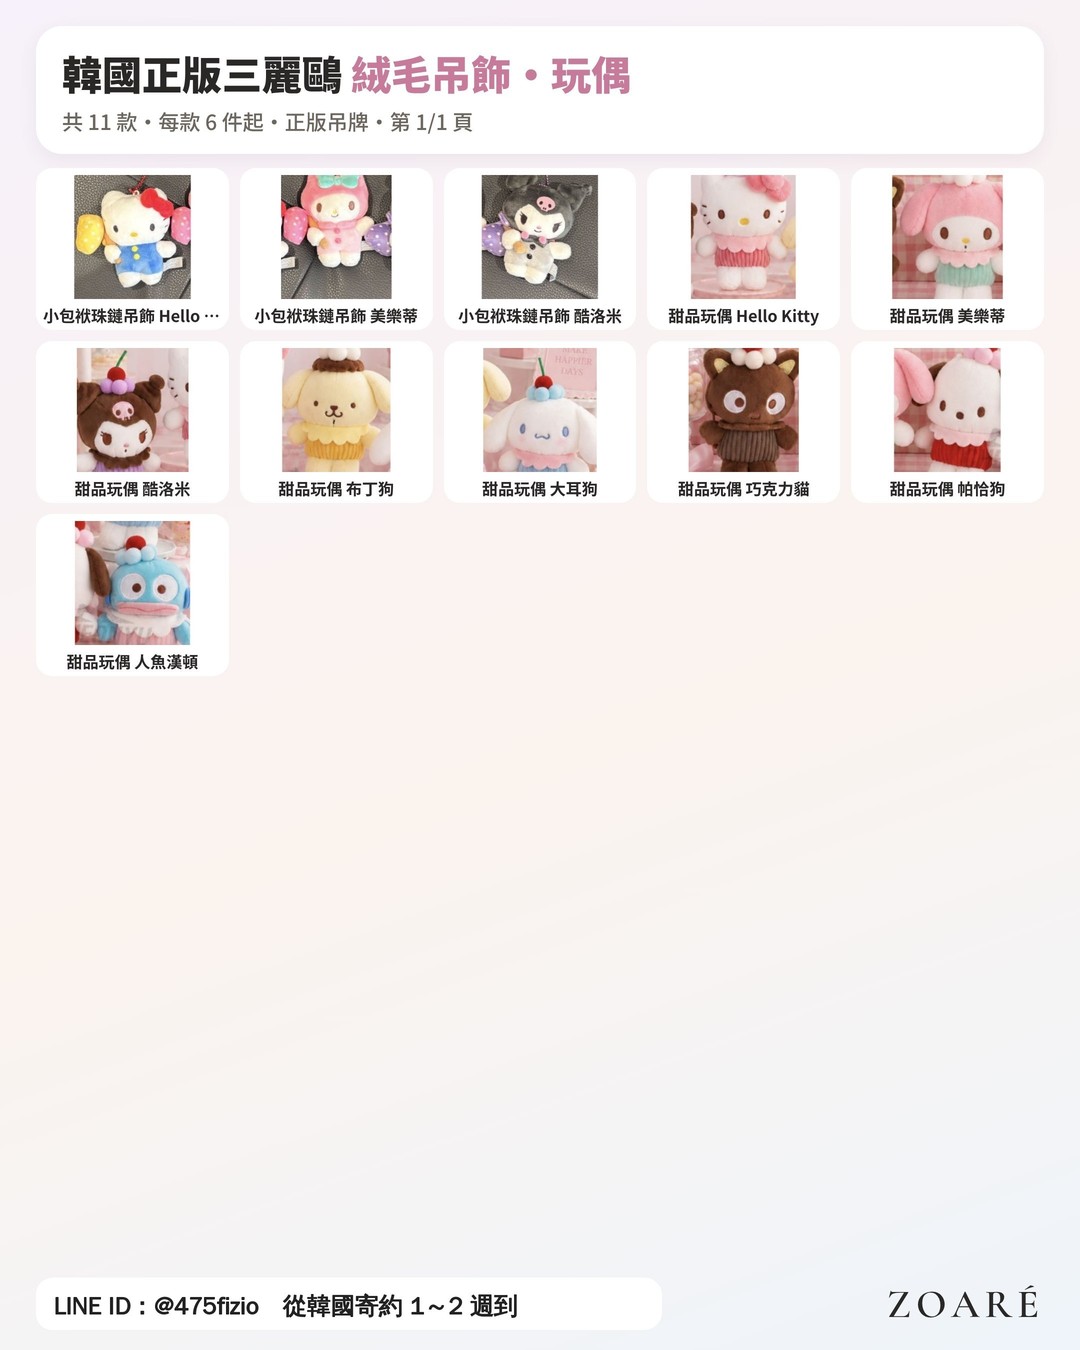 韓國正版三麗鷗 絨毛吊飾・玩偶
共 11 款・每款 6 件起・正版吊牌・第 1/1 頁
小包袱珠鏈吊飾 Hello …
小包袱珠鏈吊飾 美樂蒂
小包袱珠鏈吊飾 酷洛米
甜品玩偶 Hello Kitty
甜品玩偶 美樂蒂
甜品玩偶 酷洛米
甜品玩偶 布丁狗
甜品玩偶 大耳狗
甜品玩偶 巧克力貓
甜品玩偶 帕恰狗
甜品玩偶 人魚漢頓
LINE ID：@475fizio 從韓國寄約 1~2 週到
ZOARÉ